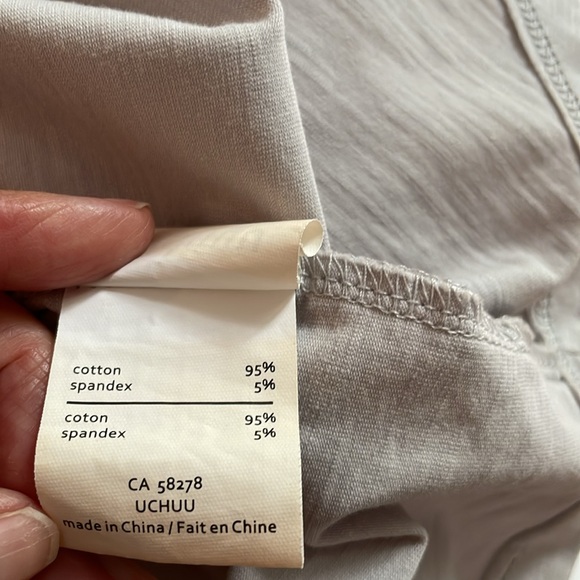 cotton 95%
spandex 5%
coton 95%
spandex 5%
CA 58278
UCHUU
made in China / Fait en Chine